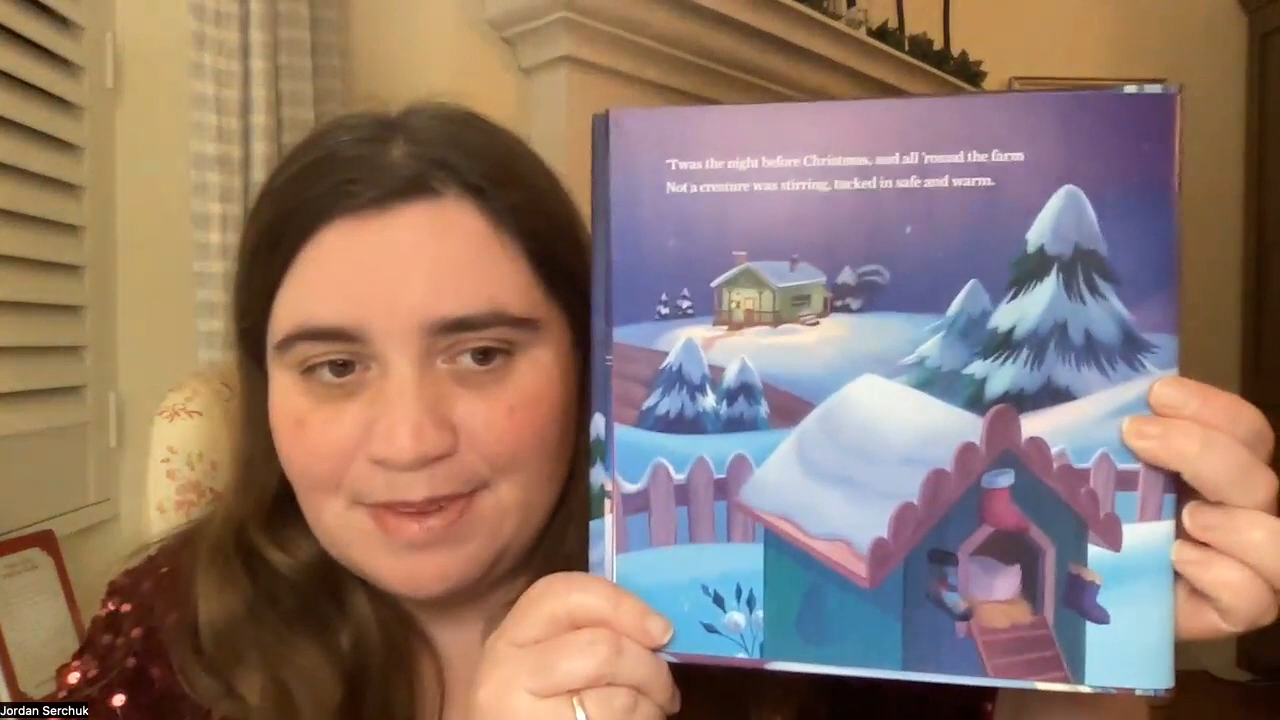 'Twas the night before Christmas, and all 'round the farm
Not a creature was stirring, tucked in safe and warm.
Jordan Serchuk